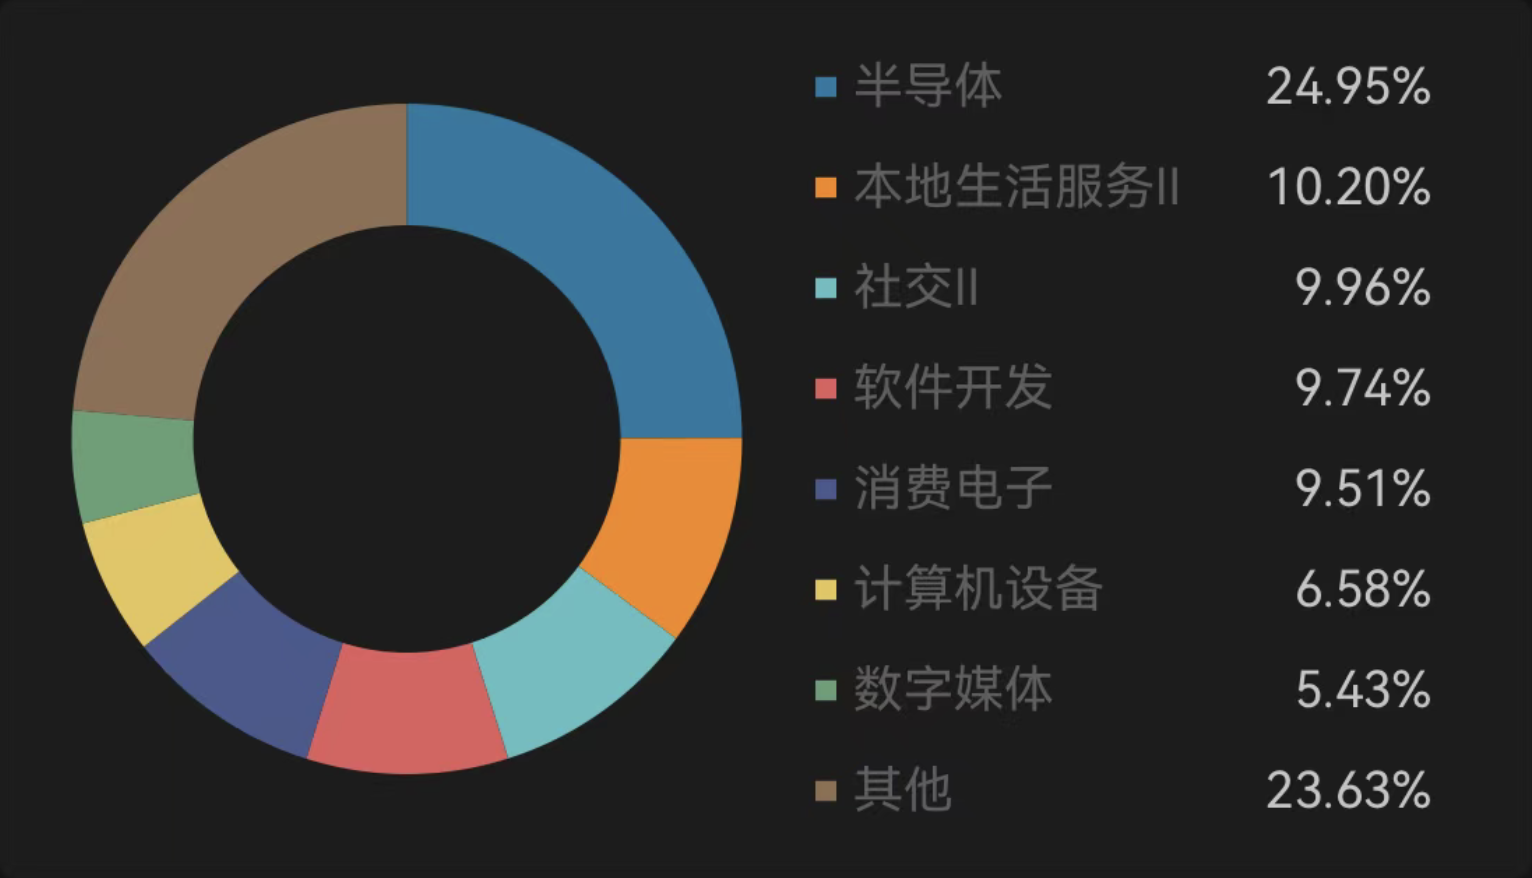 半导体 24.95%
本地生活服务II 10.20%
社交II 9.96%
软件开发 9.74%
消费电子 9.51%
计算机设备 6.58%
数字媒体 5.43%
其他 23.63%